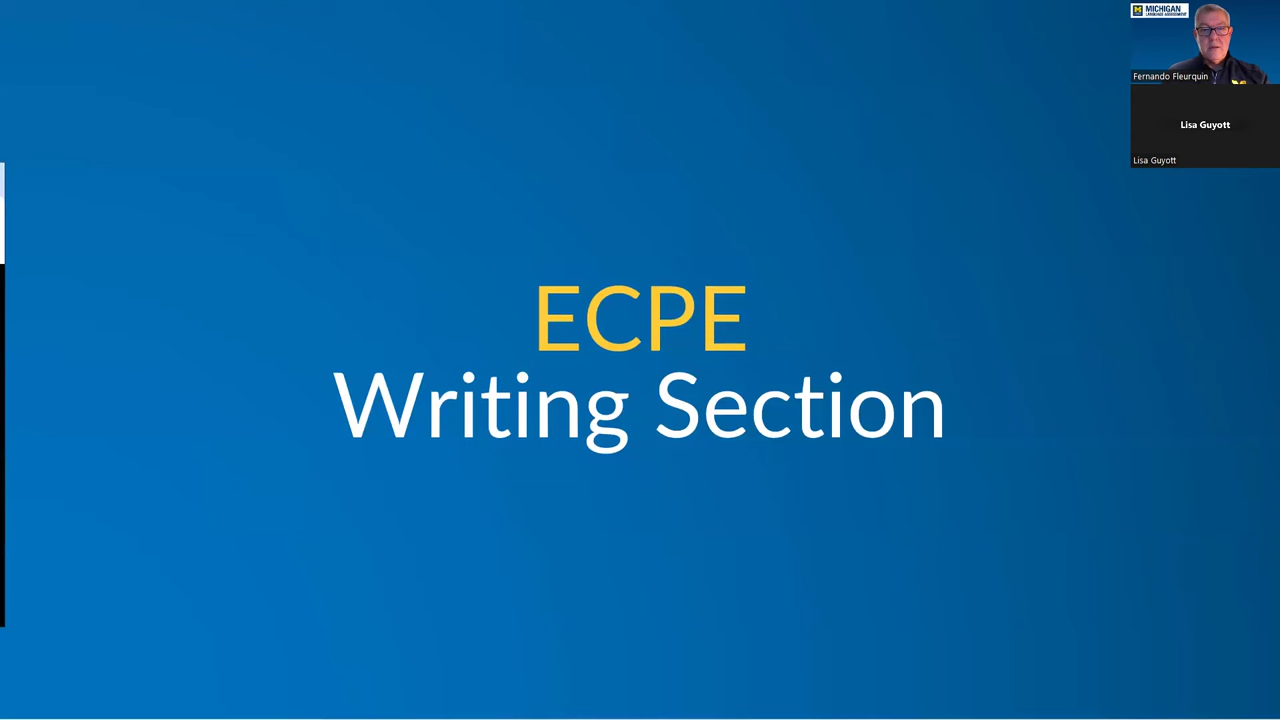 ECPE
Writing Section
MICHIGAN
LANGUAGE ASSESSMENT
Fernando Fleurquin
Lisa Guyott
Lisa Guyott